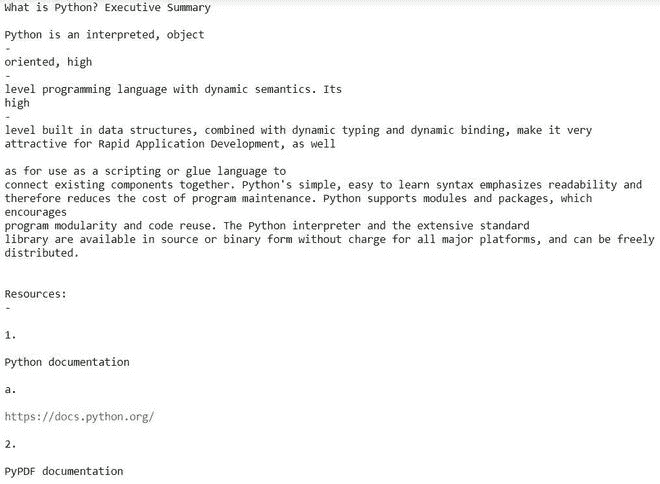 What is Python? Executive Summary
Python is an interpreted, object
-
oriented, high
-
level programming language with dynamic semantics. Its
high
-
level built in data structures, combined with dynamic typing and dynamic binding, make it very
attractive for Rapid Application Development, as well
as for use as a scripting or glue language to
connect existing components together. Python's simple, easy to learn syntax emphasizes readability and
therefore reduces the cost of program maintenance. Python supports modules and packages, which
encourages
program modularity and code reuse. The Python interpreter and the extensive standard
library are available in source or binary form without charge for all major platforms, and can be freely
distributed.
Resources:
-
1.
Python documentation
a.
https://docs.python.org/
2.
PyPDF documentation